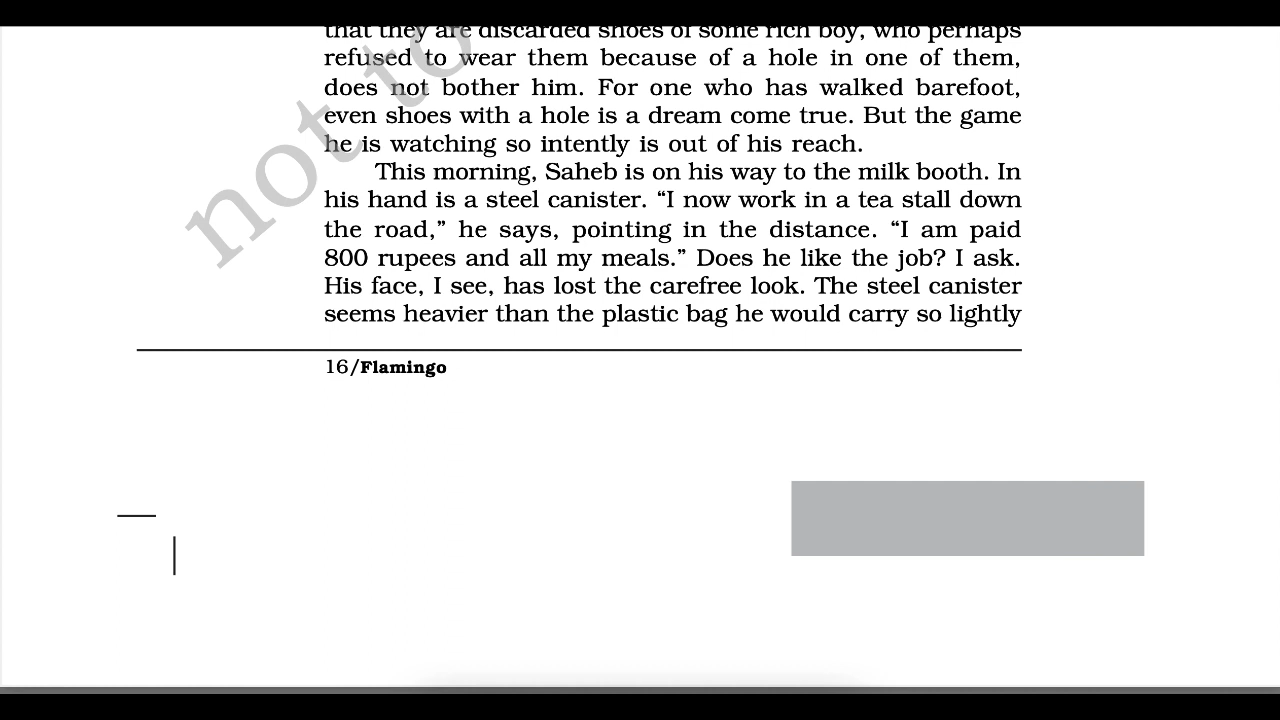 that they are discarded shoes of some rich boy, who perhaps
refused to wear them because of a hole in one of them,
does not bother him. For one who has walked barefoot,
even shoes with a hole is a dream come true. But the game
he is watching so intently is out of his reach.
This morning, Saheb is on his way to the milk booth. In
his hand is a steel canister. “I now work in a tea stall down
the road,” he says, pointing in the distance. “I am paid
800 rupees and all my meals.” Does he like the job? I ask.
His face, I see, has lost the carefree look. The steel canister
seems heavier than the plastic bag he would carry so lightly
16/Flamingo
not to